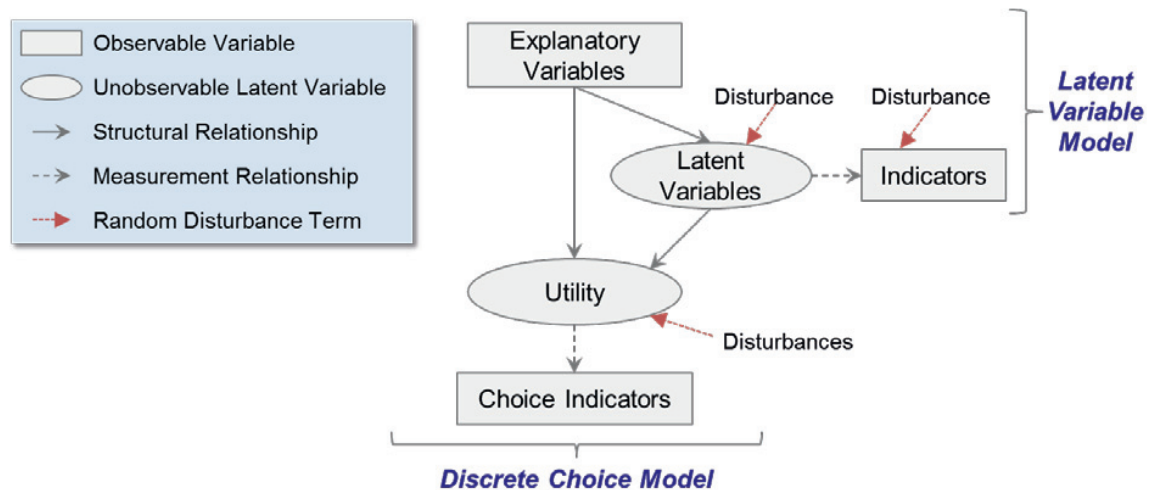 Observable Variable
Unobservable Latent Variable
Structural Relationship
Measurement Relationship
Random Disturbance Term
Explanatory
Variables
Disturbance
Disturbance
Latent
Variable
Model
Latent
Variables
Indicators
Utility
Disturbances
Choice Indicators
Discrete Choice Model